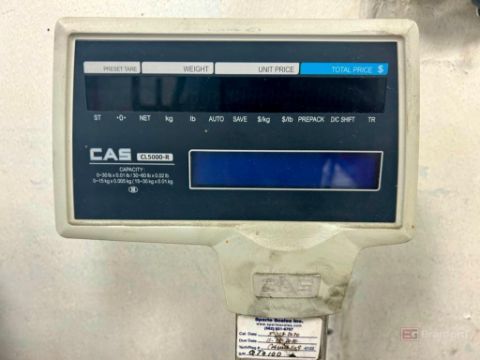 PRESET TARE WEIGHT UNIT PRICE TOTAL PRICE $
ST ›0‹ NET kg lb AUTO SAVE $/kg $/lb PREPACK D/C SHIFT TR
CAS CL5000-R
CAPACITY
0~30 lb x 0.01 lb / 30~60 lb x 0.02 lb
0~15 kg x 0.005 kg / 15~30 kg x 0.01 kg
CAS
Sparta Scales Inc.
Cal. Date
Due Date